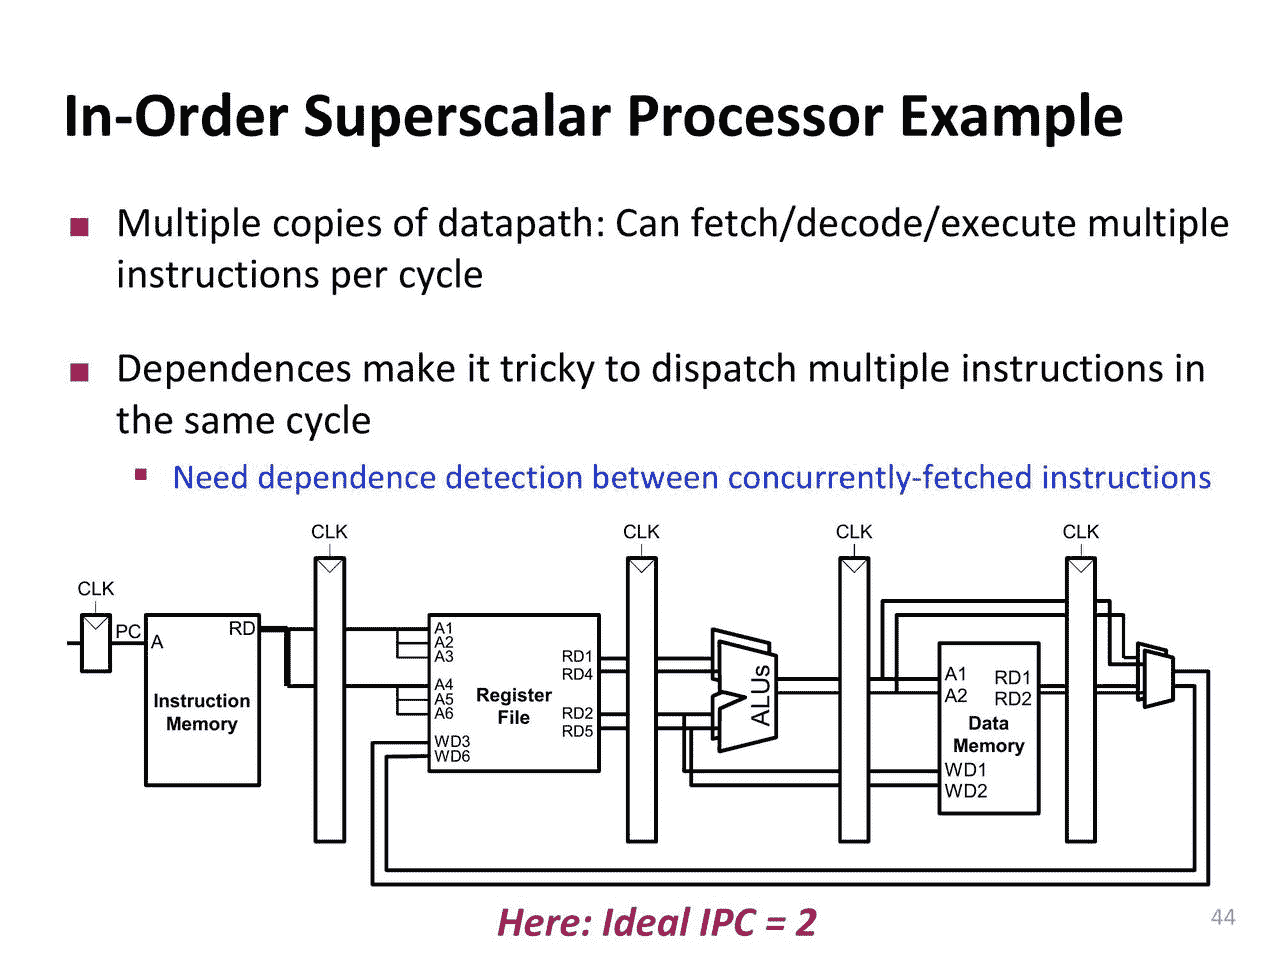 In-Order Superscalar Processor Example
■ Multiple copies of datapath: Can fetch/decode/execute multiple
instructions per cycle
■ Dependences make it tricky to dispatch multiple instructions in
the same cycle
▪ Need dependence detection between concurrently-fetched instructions
CLK
CLK
CLK
CLK
CLK
PC
A
RD
Instruction
Memory
A1
A2
A3
A4
A5
A6
WD3
WD6
Register
File
RD1
RD4
RD2
RD5
ALUs
A1
A2
RD1
RD2
Data
Memory
WD1
WD2
Here: Ideal IPC = 2
44